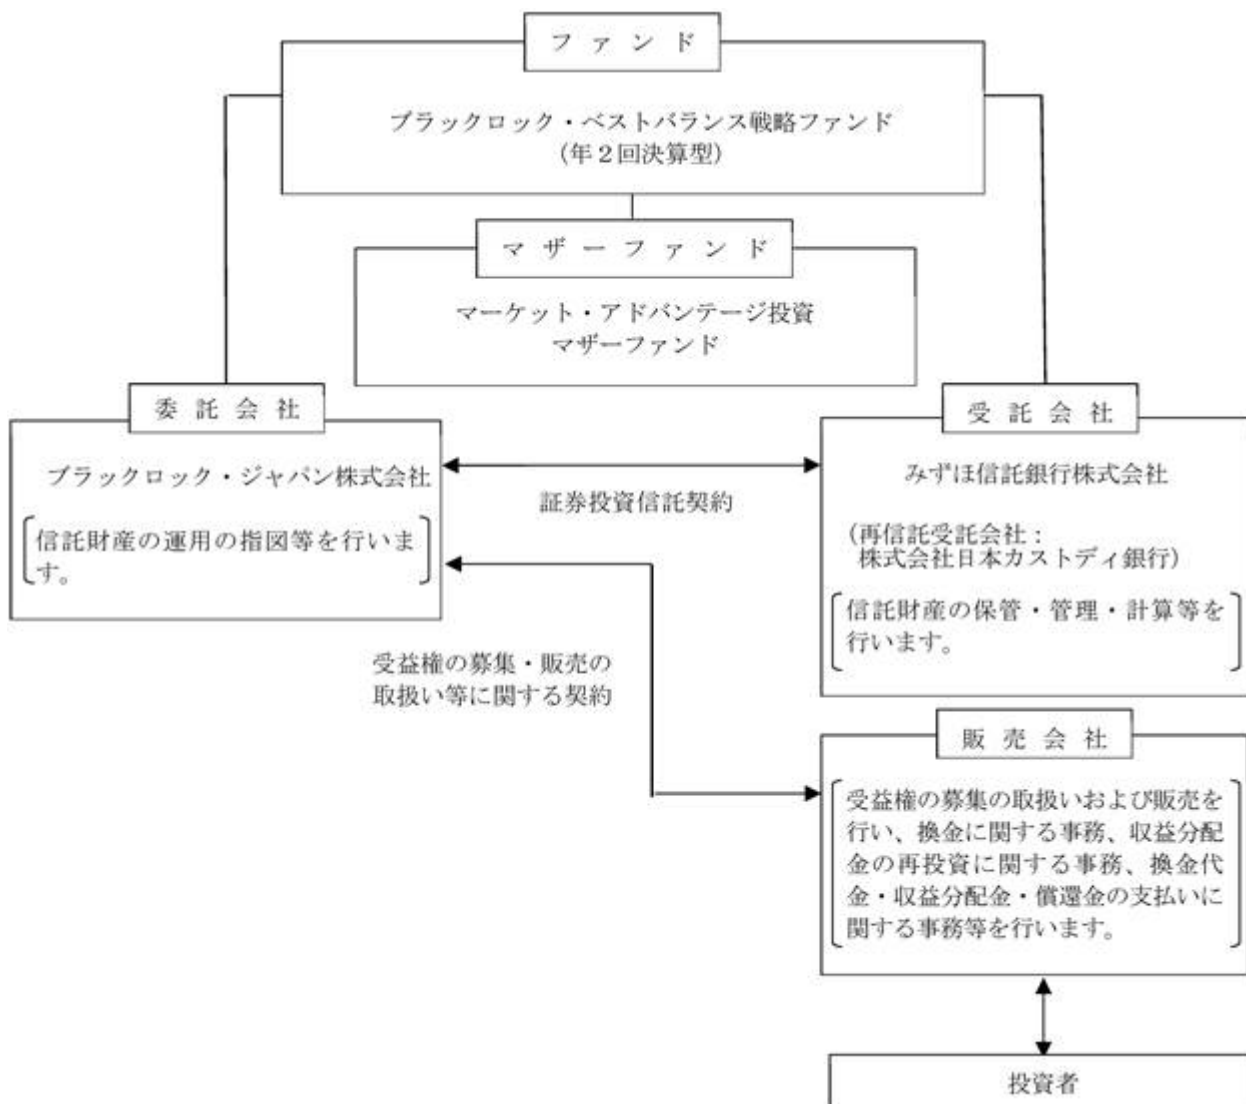 ファンド
ブラックロック・ベストバランス戦略ファンド
（年２回決算型）
マザーファンド
マーケット・アドバンテージ投資
マザーファンド
委託会社
ブラックロック・ジャパン株式会社
信託財産の運用の指図等を行いま
す。
証券投資信託契約
受託会社
みずほ信託銀行株式会社
（再信託受託会社：
株式会社日本カストディ銀行）
信託財産の保管・管理・計算等を
行います。
受益権の募集・販売の
取扱い等に関する契約
販売会社
受益権の募集の取扱いおよび販売を
行い、換金に関する事務、収益分配
金の再投資に関する事務、換金代
金・収益分配金・償還金の支払いに
関する事務等を行います。
投資者